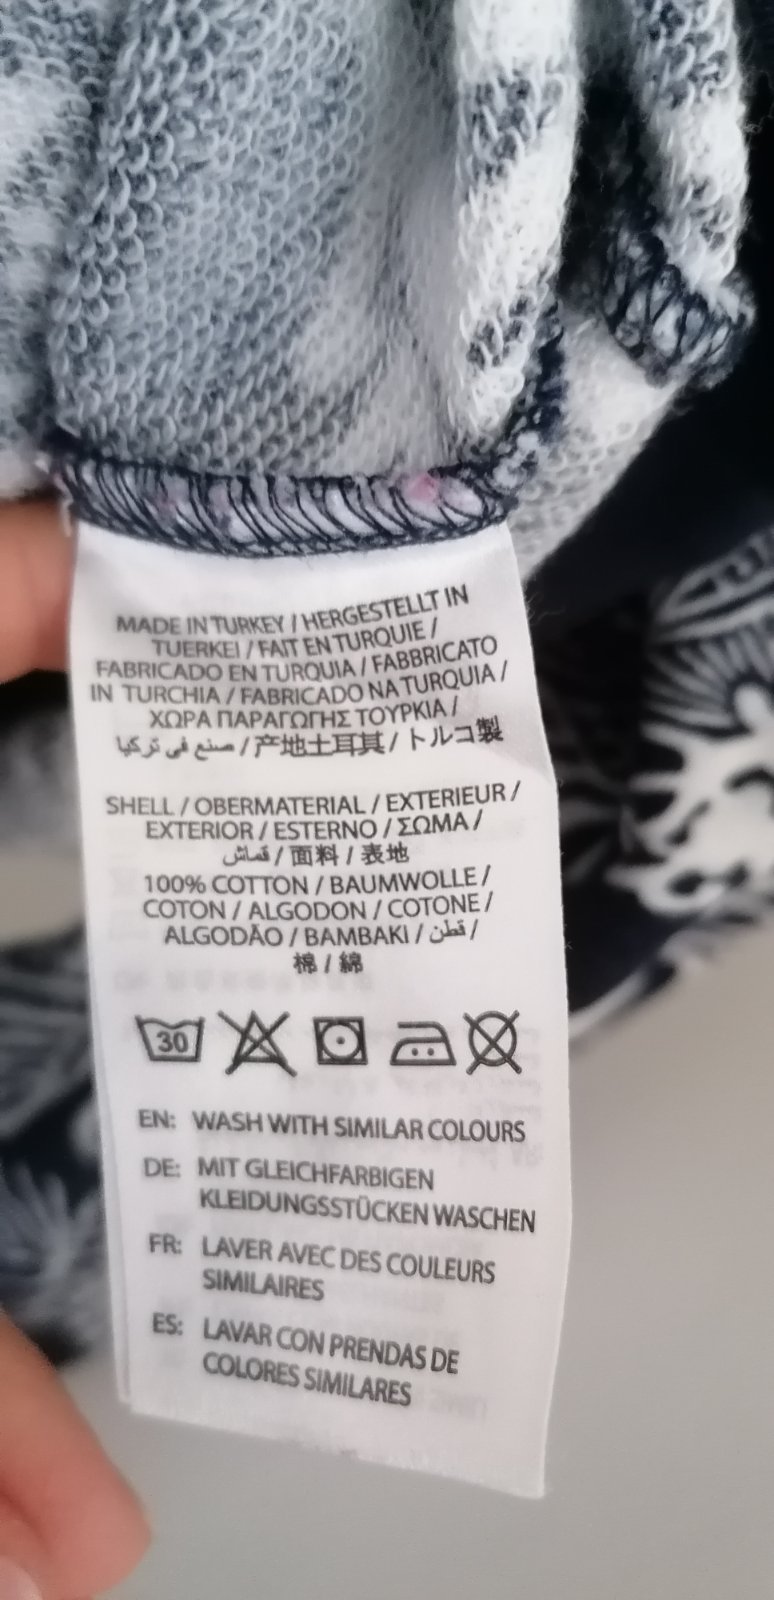 MADE IN TURKEY / HERGESTELLT IN
TUERKEI / FAIT EN TURQUIE /
FABRICADO EN TURQUIA / FABBRICATO
IN TURCHIA / FABRICADO NA TURQUIA /
ΧΩΡΑ ΠΑΡΑΓΩΓΗΣ ΤΟΥΡΚΙΑ /
صنع في تركيا / 产地土耳其 / トルコ製
SHELL / OBERMATERIAL / EXTERIEUR /
EXTERIOR / ESTERNO / ΣΩΜΑ /
قماش / 面料 / 表地
100% COTTON / BAUMWOLLE /
COTON / ALGODON / COTONE /
ALGODÃO / BAMBAKI / قطن /
棉 / 綿
30
EN: WASH WITH SIMILAR COLOURS
DE: MIT GLEICHFARBIGEN
KLEIDUNGSSTÜCKEN WASCHEN
FR: LAVER AVEC DES COULEURS
SIMILAIRES
ES: LAVAR CON PRENDAS DE
COLORES SIMILARES